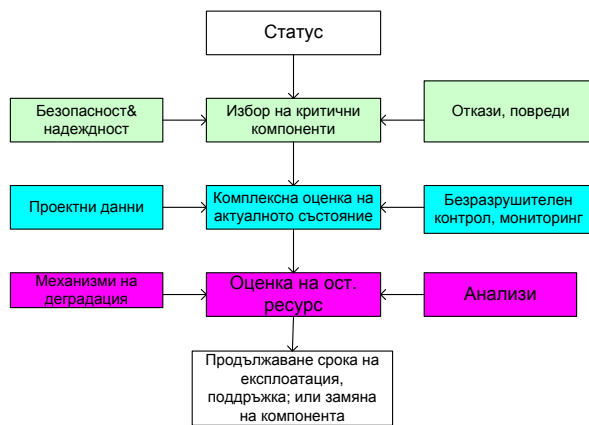 Статус
Безопасност&
надеждност
Избор на критични
компоненти
Откази, повреди
Проектни данни
Комплексна оценка на
актуалното състояние
Безразрушителен
контрол, мониторинг
Механизми на
деградация
Оценка на ост.
ресурс
Анализи
Продължаване срока на
експлоатация,
поддръжка; или замяна
на компонента